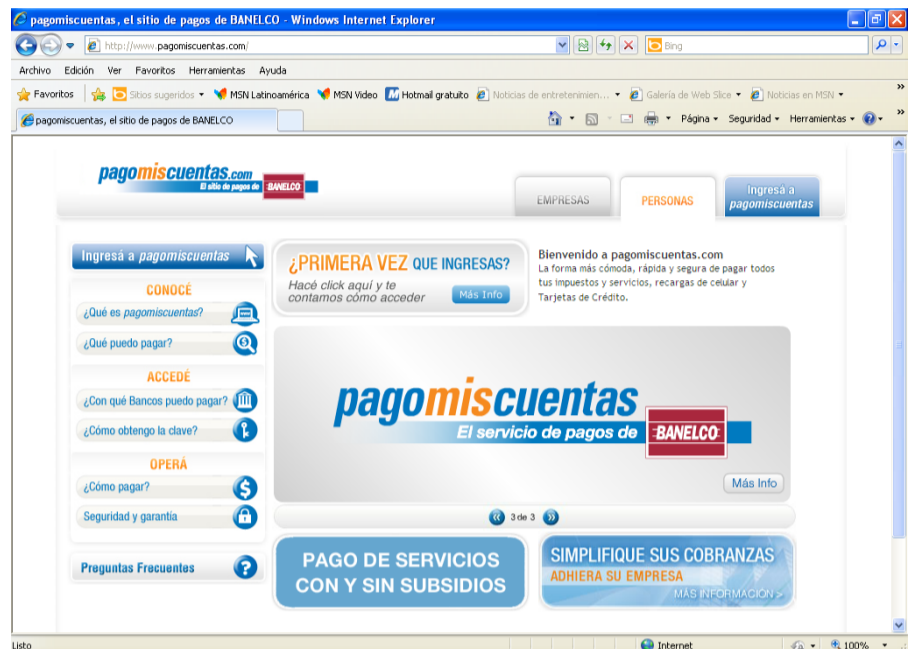 pagomiscuentas, el sitio de pagos de BANELCO - Windows Internet Explorer
http://www.pagomiscuentas.com/
Bing
Archivo Edición Ver Favoritos Herramientas Ayuda
Favoritos Sitios sugeridos MSN Latinoamérica MSN Video Hotmail gratuito Noticias de entretenimien... Galería de Web Slice Noticias en MSN »
pagomiscuentas, el sitio de pagos de BANELCO
Página Seguridad Herramientas »
pagomiscuentas.com
El sitio de pagos de BANELCO
EMPRESAS
PERSONAS
Ingresá a
pagomiscuentas
Ingresá a pagomiscuentas
CONOCÉ
¿Qué es pagomiscuentas?
¿Qué puedo pagar?
ACCEDÉ
¿Con qué Bancos puedo pagar?
¿Cómo obtengo la clave?
OPERÁ
¿Cómo pagar?
Seguridad y garantía
Preguntas Frecuentes
¿PRIMERA VEZ QUE INGRESAS?
Hacé click aquí y te
contamos cómo acceder
Más Info
Bienvenido a pagomiscuentas.com
La forma más cómoda, rápida y segura de pagar todos
tus impuestos y servicios, recargas de celular y
Tarjetas de Crédito.
pagomiscuentas
El servicio de pagos de BANELCO
Más Info
3 de 3
PAGO DE SERVICIOS
CON Y SIN SUBSIDIOS
SIMPLIFIQUE SUS COBRANZAS
ADHIERA SU EMPRESA
MÁS INFORMACIÓN >
Listo
Internet
100%